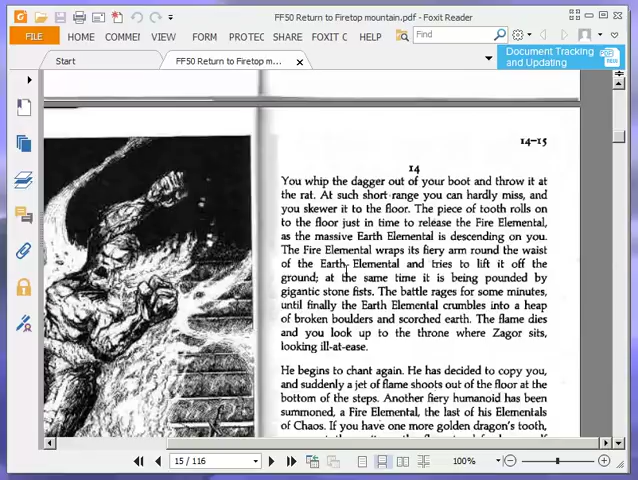 FF50 Return to Firetop mountain.pdf - Foxit Reader
FILE HOME COMMEI VIEW FORM PROTEC SHARE FOXIT C HELP Find
Document Tracking
and Updating
Start FF50 Return to Firetop m...
14-15
14
You whip the dagger out of your boot and throw it at
the rat. At such short range you can hardly miss, and
you skewer it to the floor. The piece of tooth rolls on
to the floor just in time to release the Fire Elemental,
as the massive Earth Elemental is descending on you.
The Fire Elemental wraps its fiery arm round the waist
of the Earth Elemental and tries to lift it off the
ground; at the same time it is being pounded by
gigantic stone fists. The battle rages for some minutes,
until finally the Earth Elemental crumbles into a heap
of broken boulders and scorched earth. The flame dies
and you look up to the throne where Zagor sits,
looking ill-at-ease.
He begins to chant again. He has decided to copy you,
and suddenly a jet of flame shoots out of the floor at the
bottom of the steps. Another fiery humanoid has been
summoned, a Fire Elemental, the last of his Elementals
of Chaos. If you have one more golden dragon's tooth,
15 / 116 100%